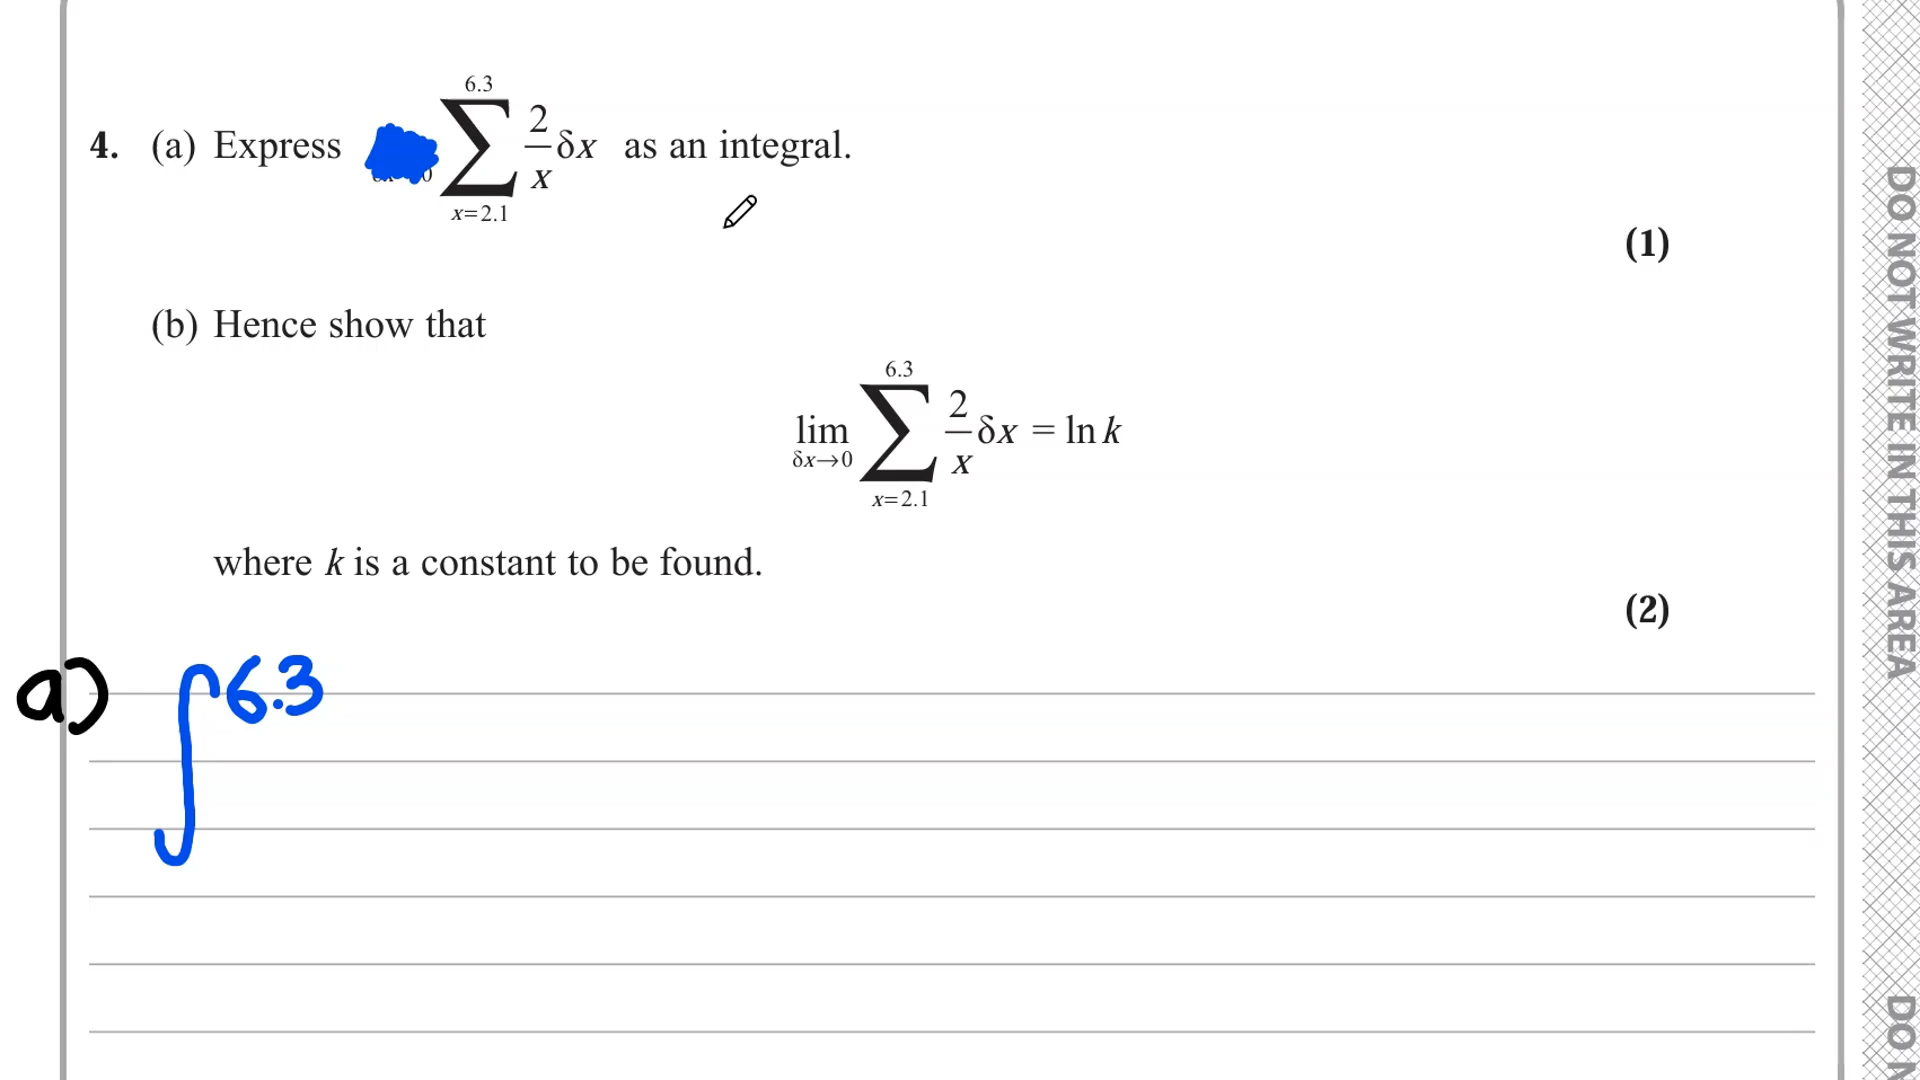 6.3
4. (a) Express ∑ 2/x δx as an integral.
x=2.1
(1)
(b) Hence show that
6.3
lim ∑ 2/x δx = ln k
δx→0
x=2.1
where k is a constant to be found.
(2)
a) ∫ 6.3
DO NOT WRITE IN THIS AREA